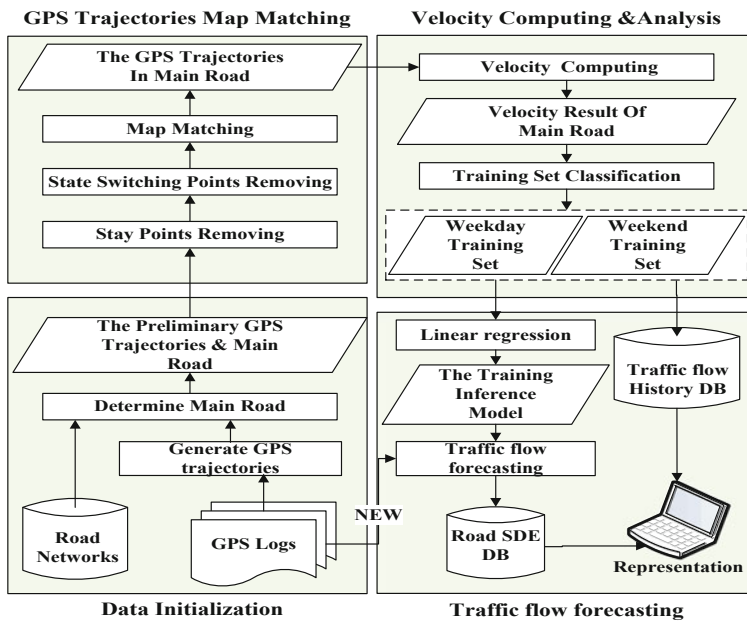 GPS Trajectories Map Matching
The GPS Trajectories
In Main Road
Map Matching
State Switching Points Removing
Stay Points Removing
Velocity Computing &Analysis
Velocity Computing
Velocity Result Of
Main Road
Training Set Classification
Weekday
Training
Set
Weekend
Training
Set
The Preliminary GPS
Trajectories & Main
Road
Determine Main Road
Generate GPS
trajectories
Road
Networks
GPS Logs
Data Initialization
NEW
Linear regression
The Training
Inference
Model
Traffic flow
forecasting
Road SDE
DB
Traffic flow
History DB
Representation
Traffic flow forecasting